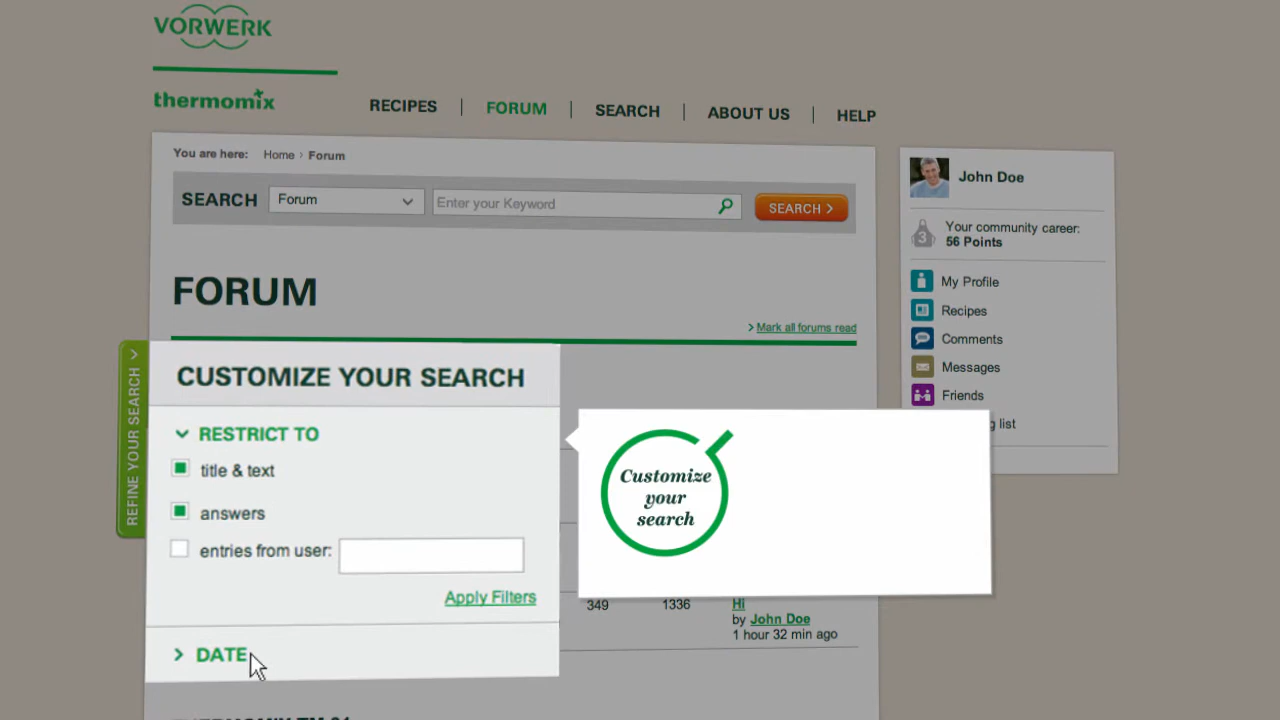 VORWERK
thermomix
RECIPES
FORUM
SEARCH
ABOUT US
HELP
You are here: Home › Forum
SEARCH
Forum
Enter your Keyword
SEARCH
FORUM
Mark all forums read
REFINE YOUR SEARCH
CUSTOMIZE YOUR SEARCH
RESTRICT TO
title & text
answers
entries from user:
Apply Filters
DATE
Customize
your
search
349
1336
Hi
by John Doe
1 hour 32 min ago
John Doe
3
Your community career:
56 Points
My Profile
Recipes
Comments
Messages
Friends
list